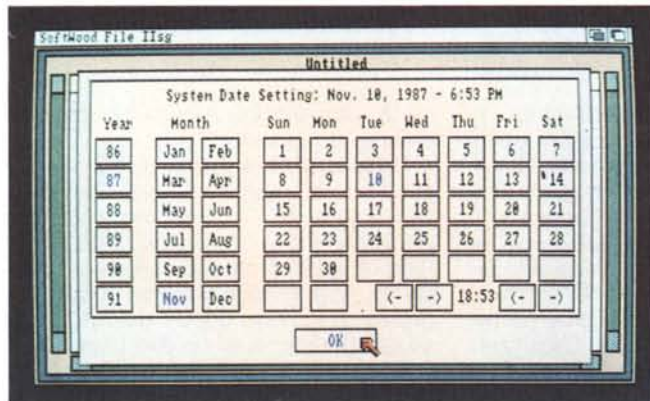 SoftWood File IIsg
Untitled
System Date Setting: Nov. 10, 1987 - 6:53 PM
Year Month Sun Mon Tue Wed Thu Fri Sat
86 Jan Feb 1 2 3 4 5 6 7
87 Mar Apr 8 9 10 11 12 13 14
88 May Jun 15 16 17 18 19 20 21
89 Jul Aug 22 23 24 25 26 27 28
90 Sep Oct 29 30
91 Nov Dec <- -> 18:53 <- ->
OK